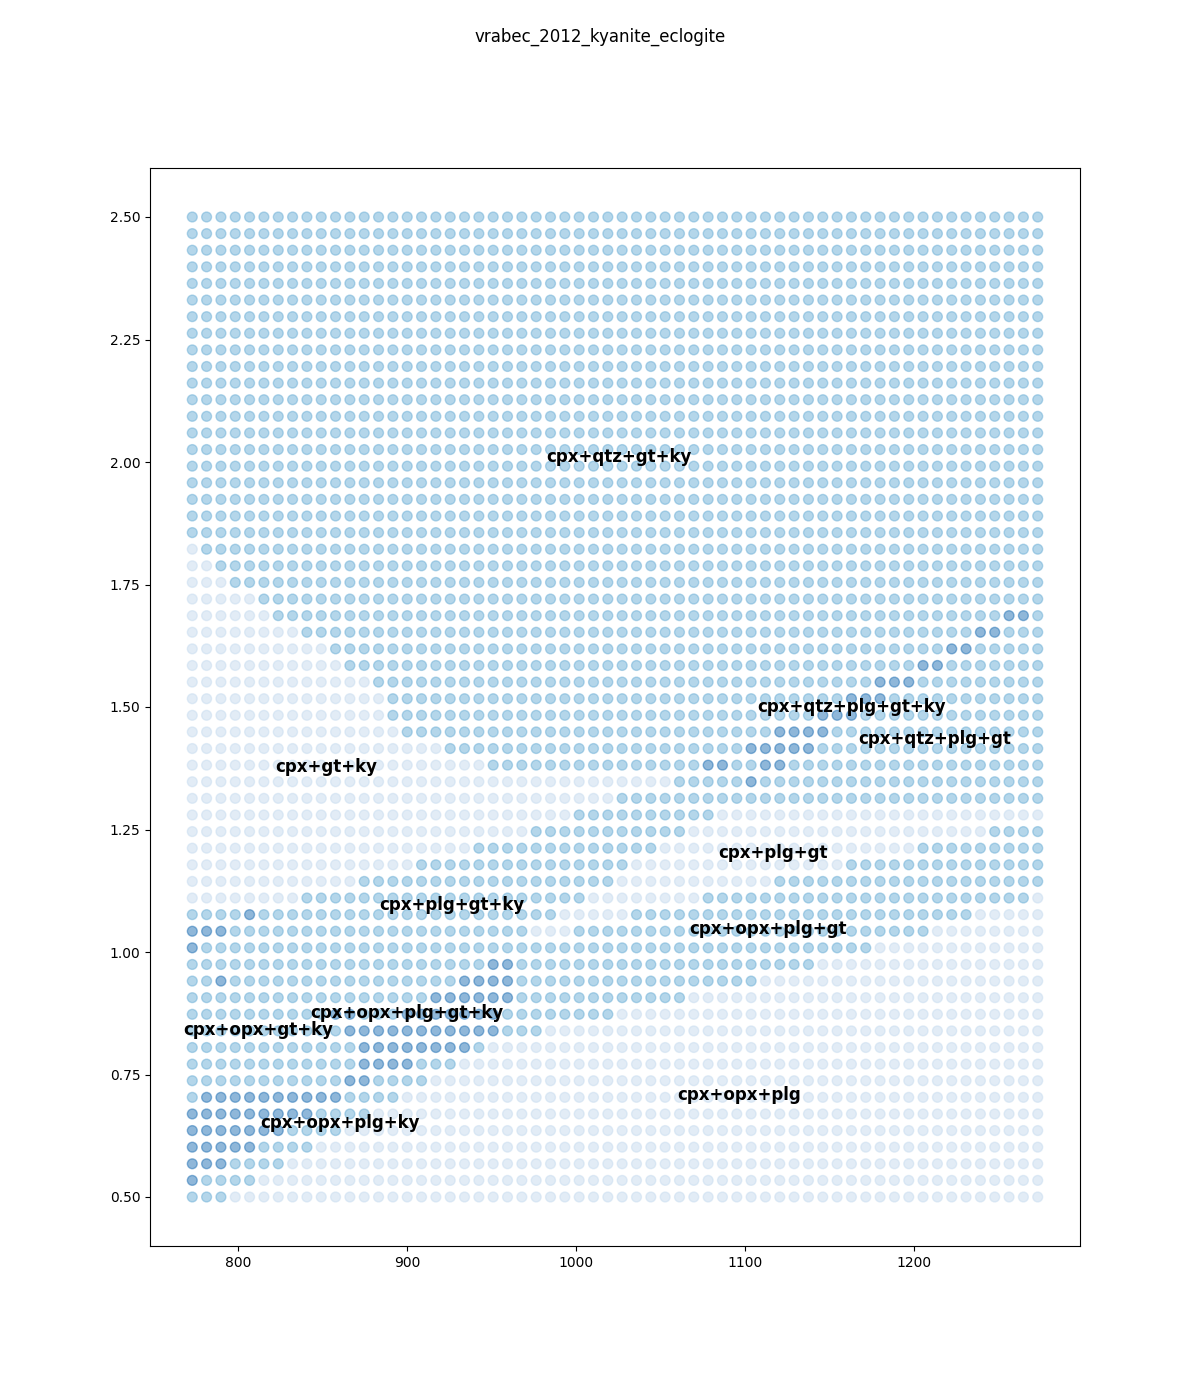 vrabec_2012_kyanite_eclogite
2.50
2.25
2.00
1.75
1.50
1.25
1.00
0.75
0.50
cpx+qtz+gt+ky
cpx+qtz+plg+gt+ky
cpx+qtz+plg+gt
cpx+gt+ky
cpx+plg+gt
cpx+plg+gt+ky
cpx+opx+plg+gt
cpx+opx+plg+gt+ky
cpx+opx+gt+ky
cpx+opx+plg
cpx+opx+plg+ky
800 900 1000 1100 1200